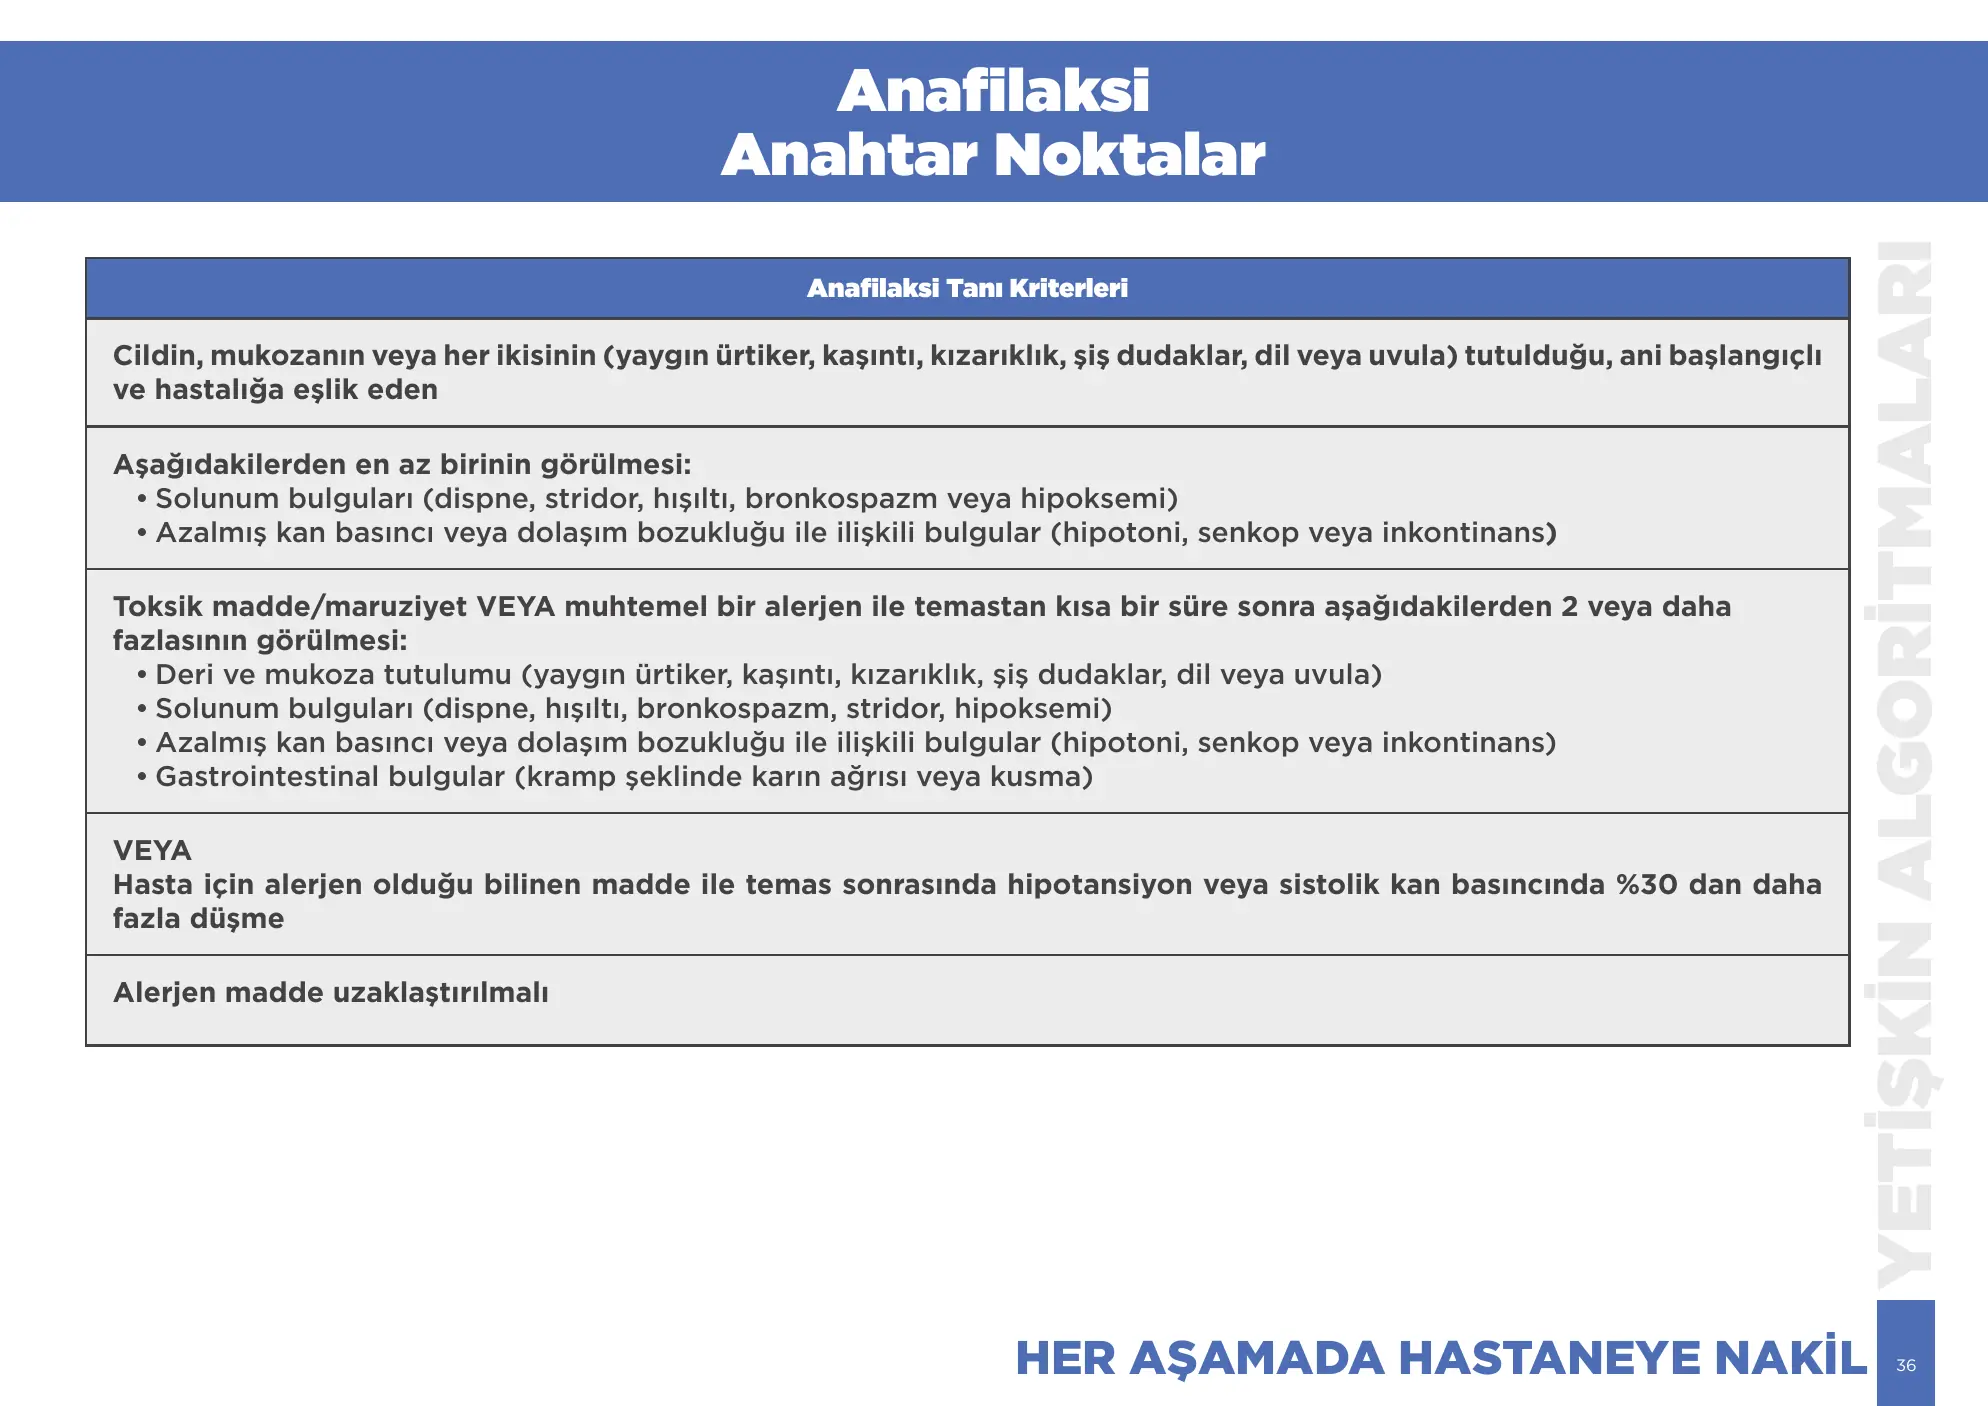 Anafilaksi
Anahtar Noktalar
Anafilaksi Tanı Kriterleri
Cildin, mukozanın veya her ikisinin (yaygın ürtiker, kaşıntı, kızarıklık, şiş dudaklar, dil veya uvula) tutulduğu, ani başlangıçlı
ve hastalığa eşlik eden
Aşağıdakilerden en az birinin görülmesi:
• Solunum bulguları (dispne, stridor, hışıltı, bronkospazm veya hipoksemi)
• Azalmış kan basıncı veya dolaşım bozukluğu ile ilişkili bulgular (hipotoni, senkop veya inkontinans)
Toksik madde/maruziyet VEYA muhtemel bir alerjen ile temastan kısa bir süre sonra aşağıdakilerden 2 veya daha
fazlasının görülmesi:
• Deri ve mukoza tutulumu (yaygın ürtiker, kaşıntı, kızarıklık, şiş dudaklar, dil veya uvula)
• Solunum bulguları (dispne, hışıltı, bronkospazm, stridor, hipoksemi)
• Azalmış kan basıncı veya dolaşım bozukluğu ile ilişkili bulgular (hipotoni, senkop veya inkontinans)
• Gastrointestinal bulgular (kramp şeklinde karın ağrısı veya kusma)
VEYA
Hasta için alerjen olduğu bilinen madde ile temas sonrasında hipotansiyon veya sistolik kan basıncında %30 dan daha
fazla düşme
Alerjen madde uzaklaştırılmalı
YETİŞKİN ALGORİTMALARI
HER AŞAMADA HASTANEYE NAKİL
36